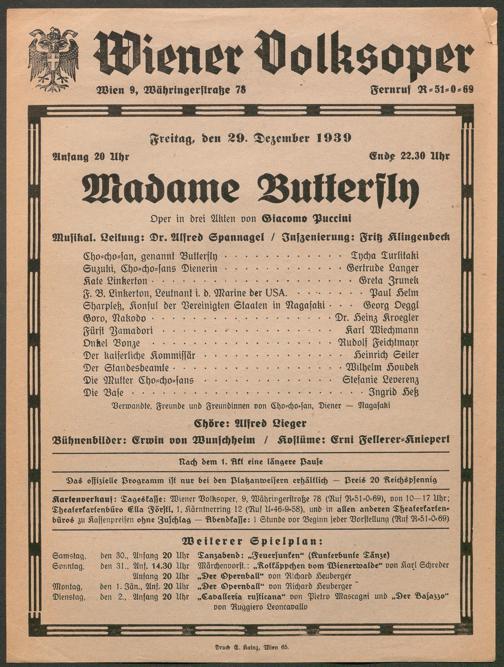 Wiener Volksoper
Wien 9, Währingerstraße 78 Fernruf R-51-0-69
Freitag, den 29. Dezember 1939
Anfang 20 Uhr Ende 22.30 Uhr
Madame Butterfly
Oper in drei Akten von Giacomo Puccini
Musikal. Leitung: Dr. Alfred Spannagel / Inszenierung: Fritz Klingenbeck
Cho-cho-san, genannt Butterfly . . . . . . . . . . Tycha Turlitaki
Suzuki, Cho-cho-sans Dienerin . . . . . . . . . . Gertrude Langer
Kate Linkerton . . . . . . . . . . Greta Jrunek
F. B. Linkerton, Leutnant i. d. Marine der USA. . . . . . . . . . . Paul Helm
Sharpleß, Konsul der Vereinigten Staaten in Nagasaki . . . . . . . . . . Georg Oeggl
Goro, Nakodo . . . . . . . . . . Dr. Heinz Kroegler
Fürst Yamadori . . . . . . . . . . Karl Wiechmann
Onkel Bonze . . . . . . . . . . Rudolf Feichtmayr
Der kaiserliche Kommissär . . . . . . . . . . Heinrich Seiler
Der Standesbeamte . . . . . . . . . . Wilhelm Houdek
Die Mutter Cho-cho-sans . . . . . . . . . . Stefanie Leverenz
Die Base . . . . . . . . . . Ingrid Heß
Verwandte, Freunde und Freundinnen von Cho-cho-san, Diener — Nagasaki
Chöre: Alfred Lieger
Bühnenbilder: Erwin von Wunschheim / Kostüme: Erni Fellerer-Knieperl
Nach dem 1. Akt eine längere Pause
Das offizielle Programm ist nur bei den Platzanweisern erhältlich — Preis 20 Reichspfennig
Kartenverkauf: Tageskasse: Wiener Volksoper, 9, Währingerstraße 78 (Ruf R-51-0-69), von 10—17 Uhr;
Theaterkartenbüro Ella Förstl, 1, Kärntnerring 12 (Ruf U-46-9-58), und in allen anderen Theaterkarten-
büros zu Kassenpreisen ohne Zuschlag — Abendkasse: 1 Stunde vor Beginn jeder Vorstellung (Ruf R-51-0-69)
Weiterer Spielplan:
Samstag, den 30., Anfang 20 Uhr Tanzabend: „Feuerfunken“ (Kunterbunte Tänze)
Sonntag, den 31., Anf. 14.30 Uhr Märchenvorst.: "Rotkäppchen vom Wienerwalde" von Karl Schreder
Anfang 20 Uhr „Der Opernball“ von Richard Heuberger
Montag, den 1. Jän., Anf. 20 Uhr „Der Opernball“ von Richard Heuberger
Dienstag, den 2., Anfang 20 Uhr „Cavalleria rusticana“ von Pietro Mascagni und „Der Bajazzo“
von Ruggiero Leoncavallo
Druck E. Kainz, Wien 65.